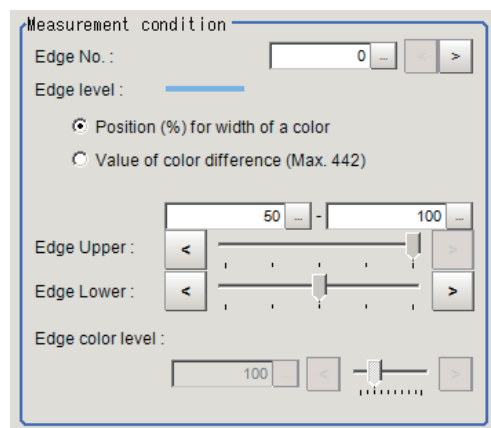 Measurement condition
Edge No. : 0 ... < >
Edge level :
Position (%) for width of a color
Value of color difference (Max. 442)
50 ... - 100 ...
Edge Upper : < >
Edge Lower : < >
Edge color level :
100 ... < >